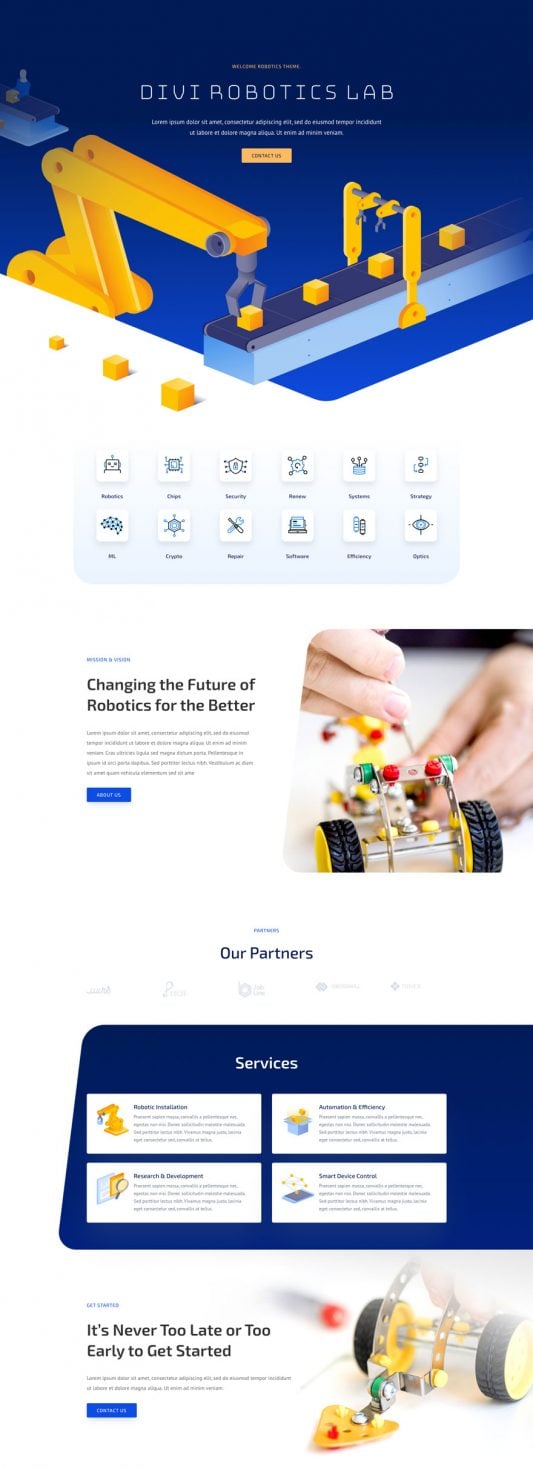 WELCOME ROBOTICS THEME.
DIVI ROBOTICS LAB
Lorem ipsum dolor sit amet, consectetur adipiscing elit, sed do eiusmod tempor incididunt
ut labore et dolore magna aliqua. Ut enim ad minim veniam.
CONTACT US
Robotics Chips Security Renew Systems Strategy
ML Crypto Repair Software Efficiency Optics
MISSION & VISION
Changing the Future of
Robotics for the Better
Lorem ipsum dolor sit amet, consectetur adipiscing elit, sed do eiusmod tempor
incididunt ut labore et dolore magna aliqua. Ut enim ad minim
veniam. Cras ultricies ligula sed magna dictum porta. Pellentesque in
ipsum id orci porta dapibus. Sed porttitor lectus nibh. Vestibulum ac diam
sit amet quam vehicula elementum sed sit ame
ABOUT US
PARTNERS
Our Partners
Job
Line
Services
Robotic Installation
Praesent sapien massa, convallis a pellentesque nec,
egestas non nisi. Donec sollicitudin molestie malesuada.
Sed porttitor lectus nibh. Vivamus magna justo, lacinia
eget consectetur sed, convallis at tellus.
Automation & Efficiency
Praesent sapien massa, convallis a pellentesque nec,
egestas non nisi. Donec sollicitudin molestie malesuada.
Sed porttitor lectus nibh. Vivamus magna justo, lacinia
eget consectetur sed, convallis at tellus.
Research & Development
Praesent sapien massa, convallis a pellentesque nec,
egestas non nisi. Donec sollicitudin molestie malesuada.
Sed porttitor lectus nibh. Vivamus magna justo, lacinia
eget consectetur sed, convallis at tellus.
Smart Device Control
Praesent sapien massa, convallis a pellentesque nec,
egestas non nisi. Donec sollicitudin molestie malesuada.
Sed porttitor lectus nibh. Vivamus magna justo, lacinia
eget consectetur sed, convallis at tellus.
GET STARTED
It's Never Too Late or Too
Early to Get Started
Lorem ipsum dolor sit amet, consectetur adipiscing elit, sed do eiusmod tempor incididunt
ut labore et dolore magna aliqua. Ut enim ad minim veniam.
CONTACT US